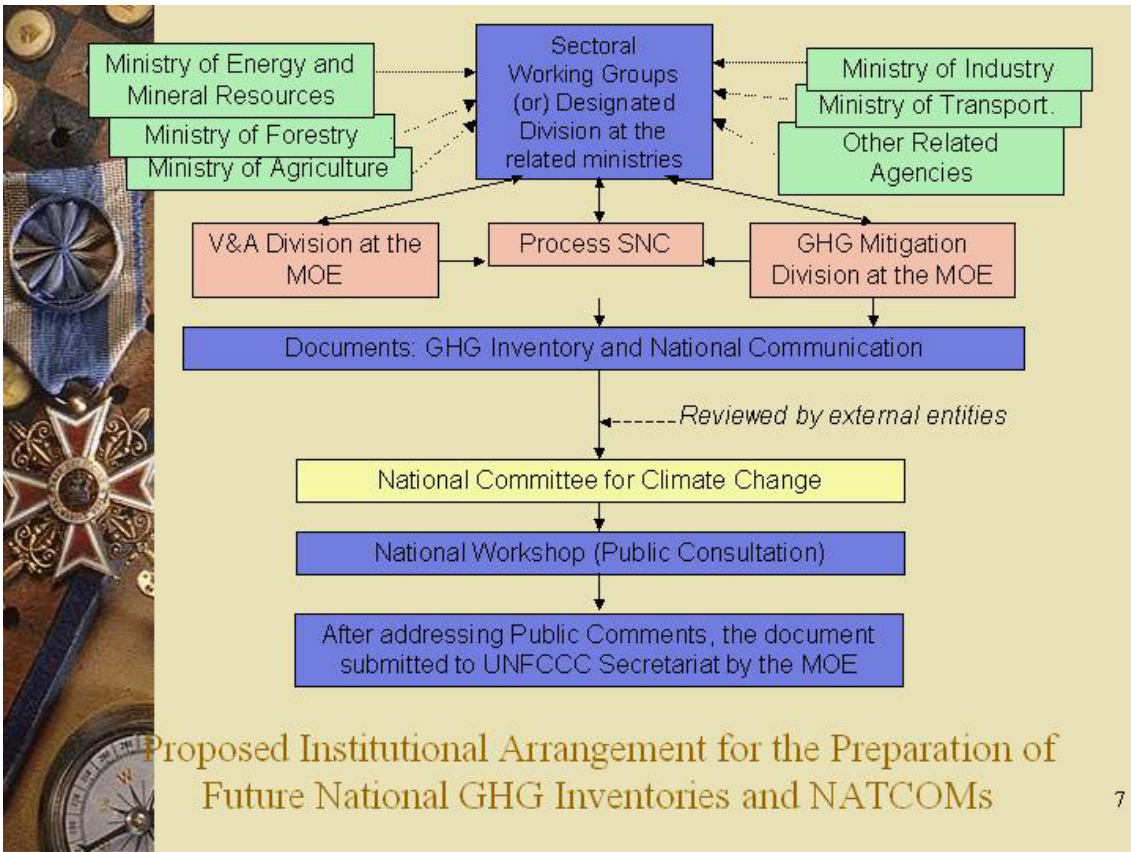 Ministry of Energy and
Mineral Resources
Ministry of Forestry
Ministry of Agriculture
Sectoral
Working Groups
(or) Designated
Division at the
related ministries
Ministry of Industry
Ministry of Transport.
Other Related
Agencies
V&A Division at the
MOE
Process SNC
GHG Mitigation
Division at the MOE
Documents: GHG Inventory and National Communication
Reviewed by external entities
National Committee for Climate Change
National Workshop (Public Consultation)
After addressing Public Comments, the document
submitted to UNFCCC Secretariat by the MOE
Proposed Institutional Arrangement for the Preparation of
Future National GHG Inventories and NATCOMs
7